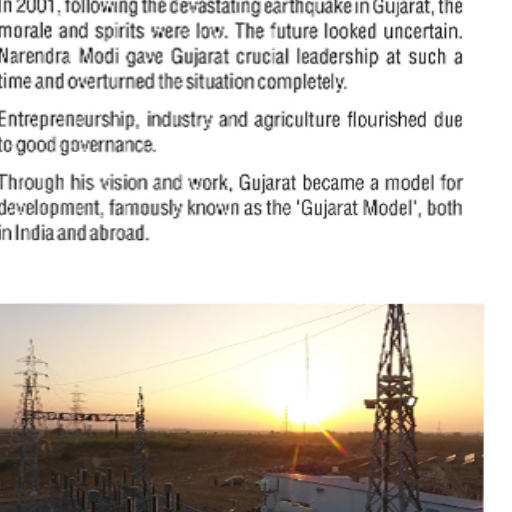 In 2001, following the devastating earthquake in Gujarat, the
morale and spirits were low. The future looked uncertain.
Narendra Modi gave Gujarat crucial leadership at such a
time and overturned the situation completely.
Entrepreneurship, industry and agriculture flourished due
to good governance.
Through his vision and work, Gujarat became a model for
development, famously known as the 'Gujarat Model', both
in India and abroad.